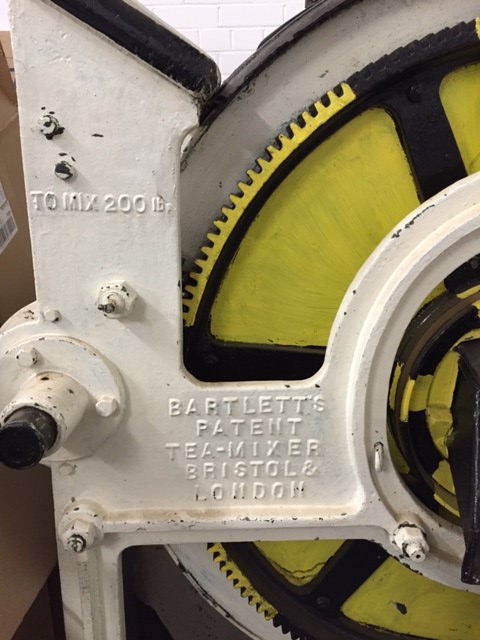 TO MIX 200 lb.
BARTLETT'S
PATENT
TEA-MIXER
BRISTOL &
LONDON